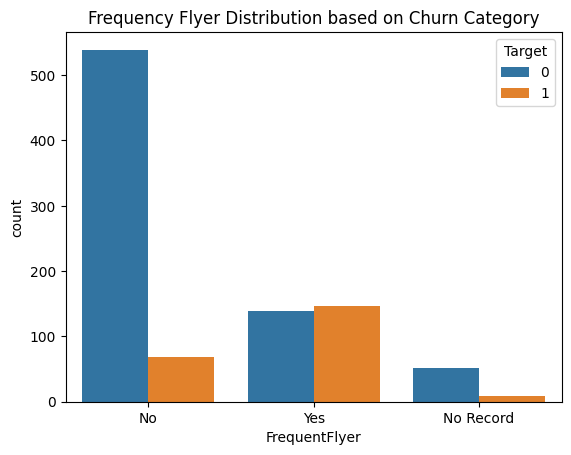 Frequency Flyer Distribution based on Churn Category
Target
0
1
500
400
300
200
100
0
count
No
Yes
No Record
FrequentFlyer